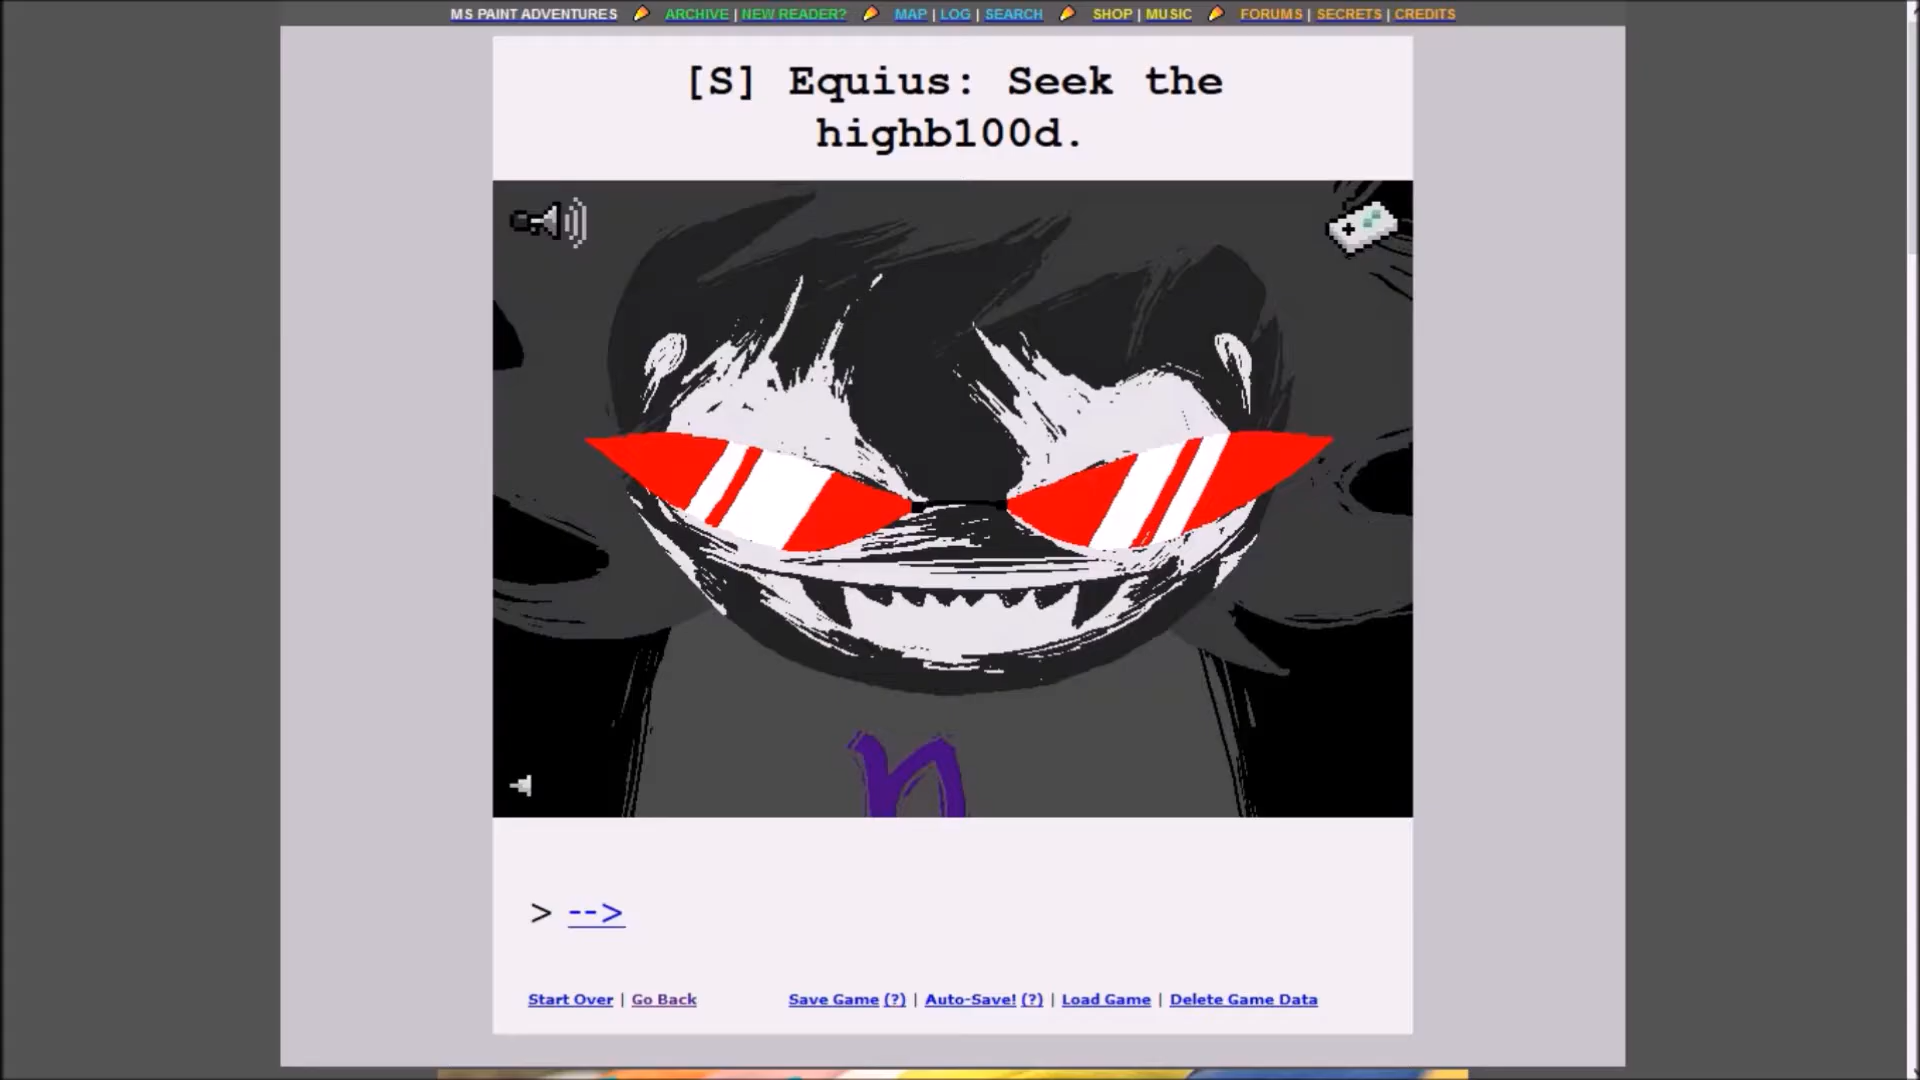 MS PAINT ADVENTURES ARCHIVE | NEW READER? MAP | LOG | SEARCH SHOP | MUSIC FORUMS | SECRETS | CREDITS
[S] Equius: Seek the
highb100d.
n
> -->
Start Over | Go Back Save Game (?) | Auto-Save! (?) | Load Game | Delete Game Data